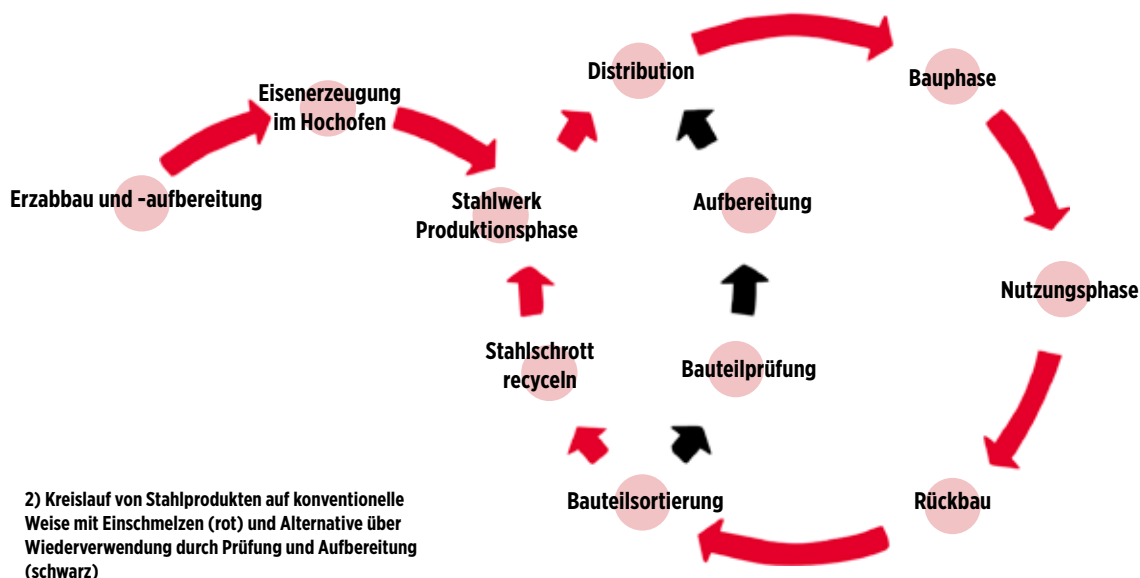 Distribution
Bauphase
Eisenerzeugung
im Hochofen
Erzabbau und -aufbereitung
Stahlwerk
Produktionsphase
Aufbereitung
Nutzungsphase
Stahlschrott
recyceln
Bauteilprüfung
Bauteilsortierung
Rückbau
2) Kreislauf von Stahlprodukten auf konventionelle
Weise mit Einschmelzen (rot) und Alternative über
Wiederverwendung durch Prüfung und Aufbereitung
(schwarz)